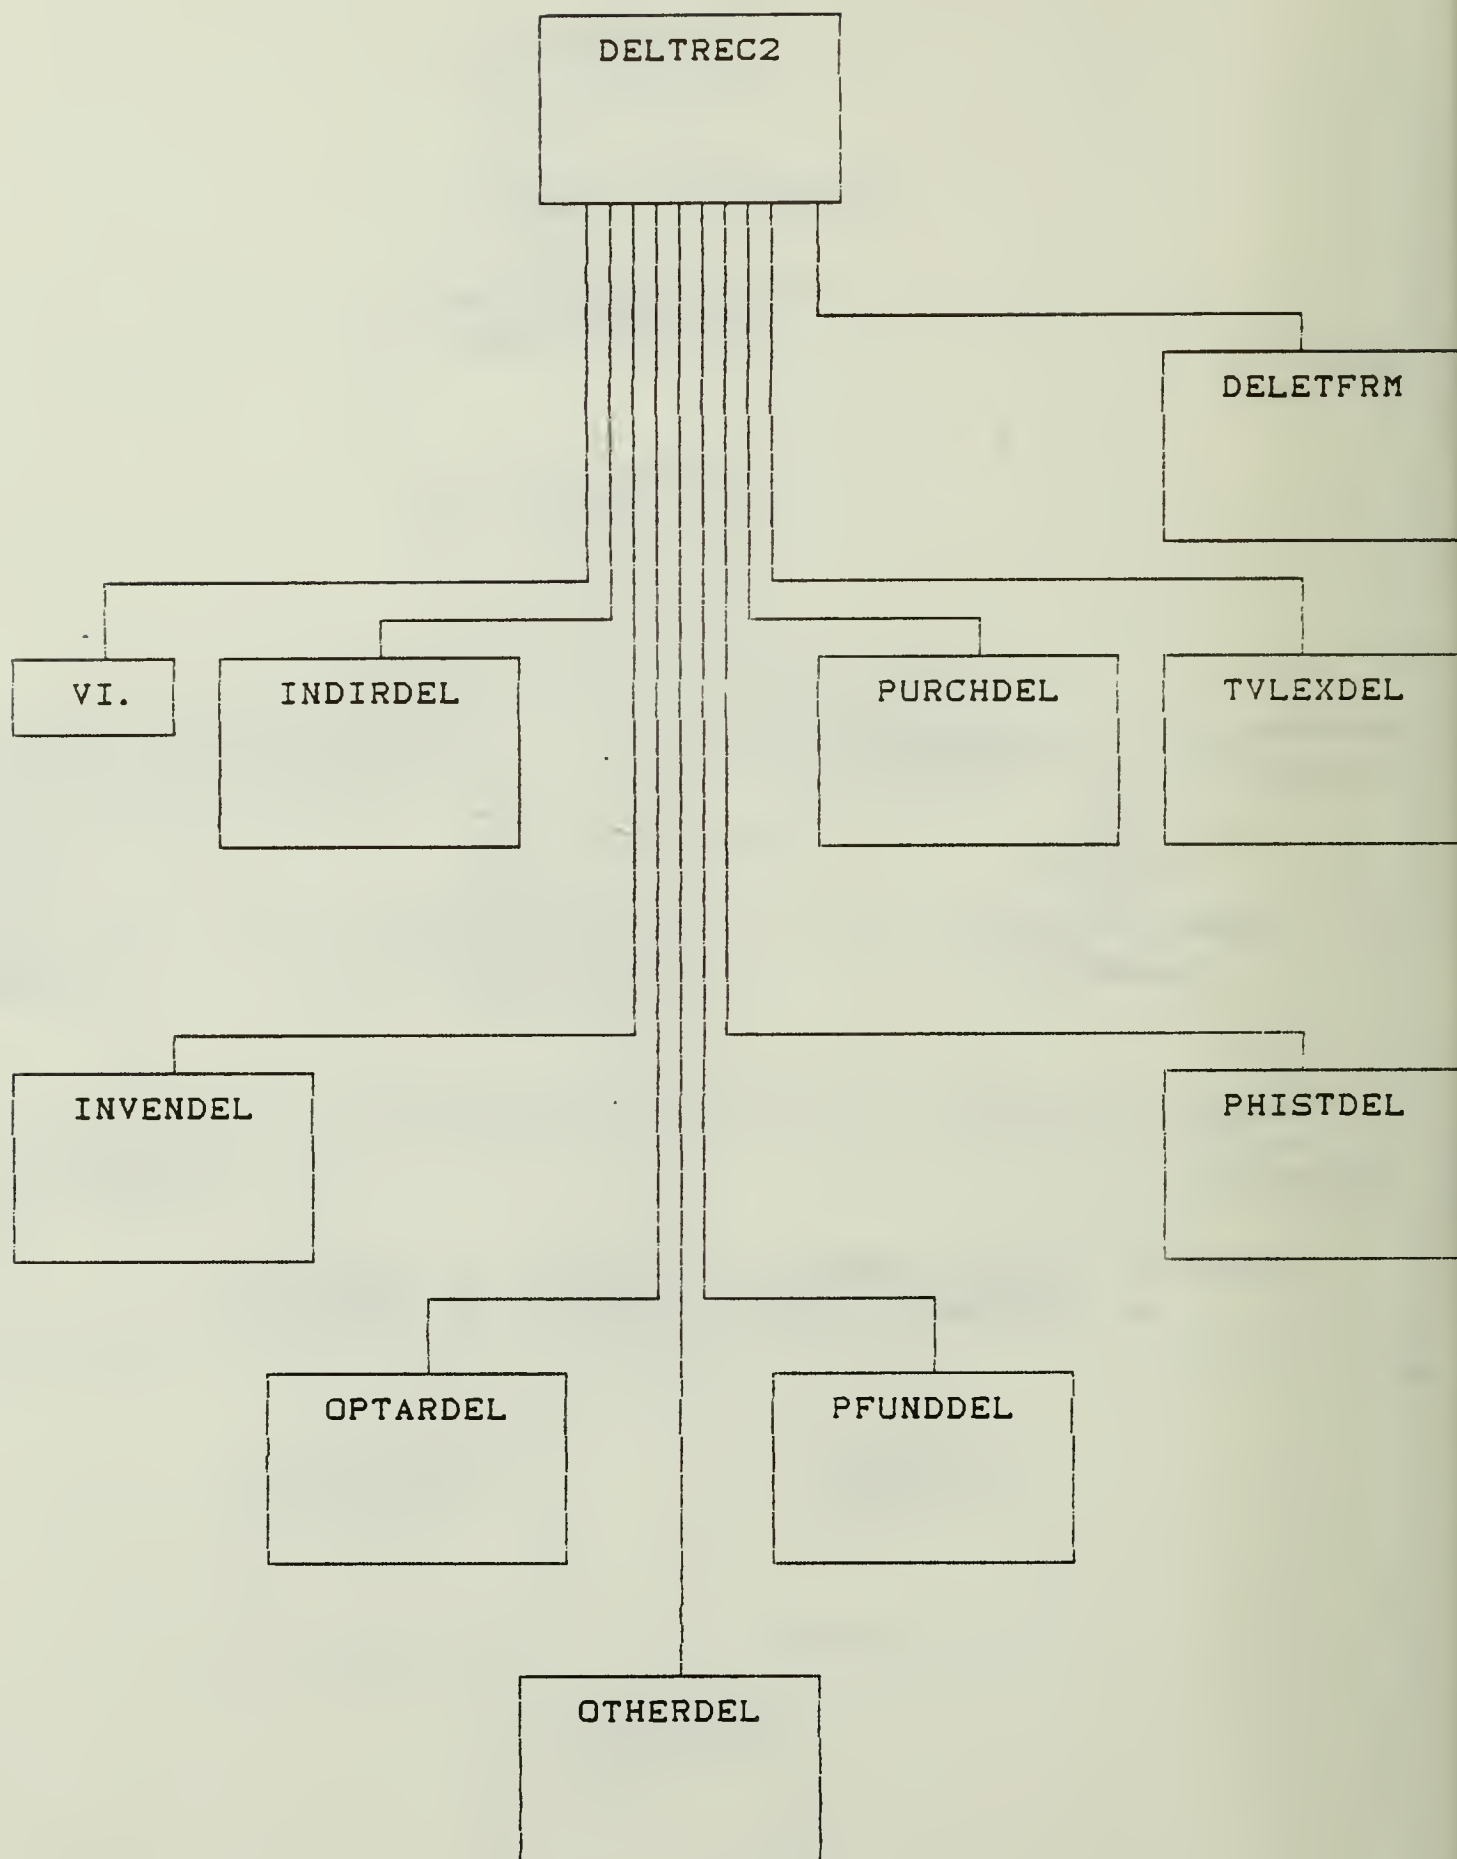 DELTREC2
DELETFRM
VI.
INDIRDEL
PURCHDEL
TVLEXDEL
INVENDEL
PHISTDEL
OPTARDEL
PFUNDDEL
OTHERDEL